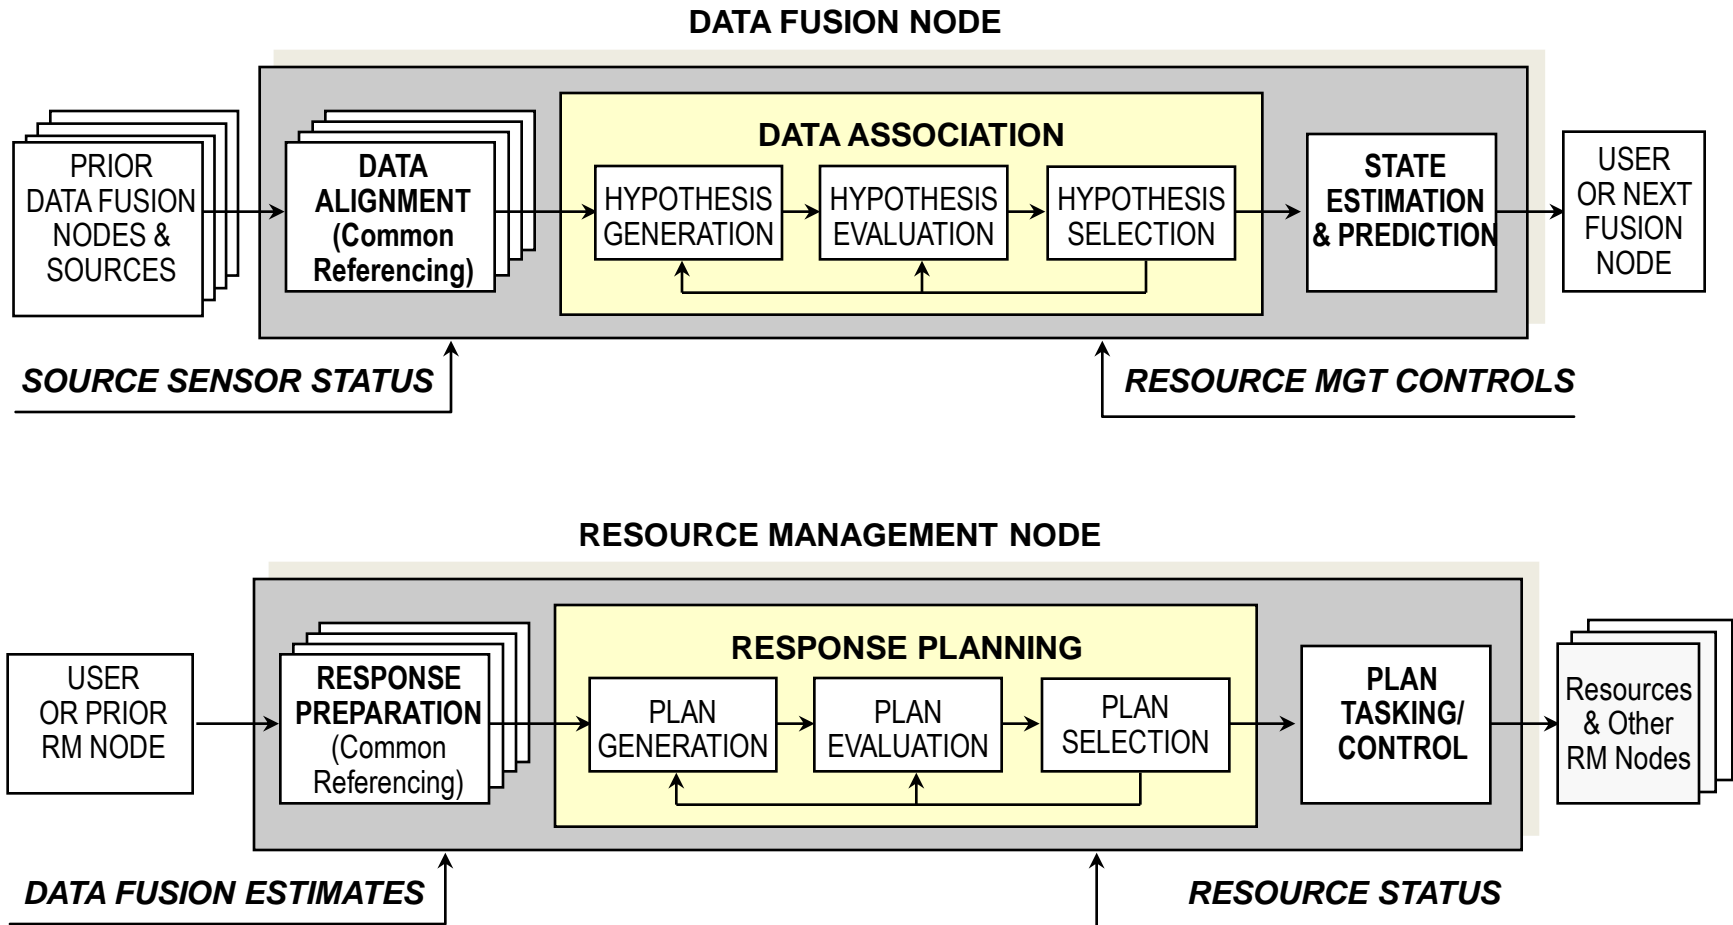 DATA FUSION NODE
PRIOR
DATA FUSION
NODES &
SOURCES
DATA
ALIGNMENT
(Common
Referencing)
DATA ASSOCIATION
HYPOTHESIS
GENERATION
HYPOTHESIS
EVALUATION
HYPOTHESIS
SELECTION
STATE
ESTIMATION
& PREDICTION
USER
OR NEXT
FUSION
NODE
SOURCE SENSOR STATUS
RESOURCE MGT CONTROLS
RESOURCE MANAGEMENT NODE
USER
OR PRIOR
RM NODE
RESPONSE
PREPARATION
(Common
Referencing)
RESPONSE PLANNING
PLAN
GENERATION
PLAN
EVALUATION
PLAN
SELECTION
PLAN
TASKING/
CONTROL
Resources
& Other
RM Nodes
DATA FUSION ESTIMATES
RESOURCE STATUS